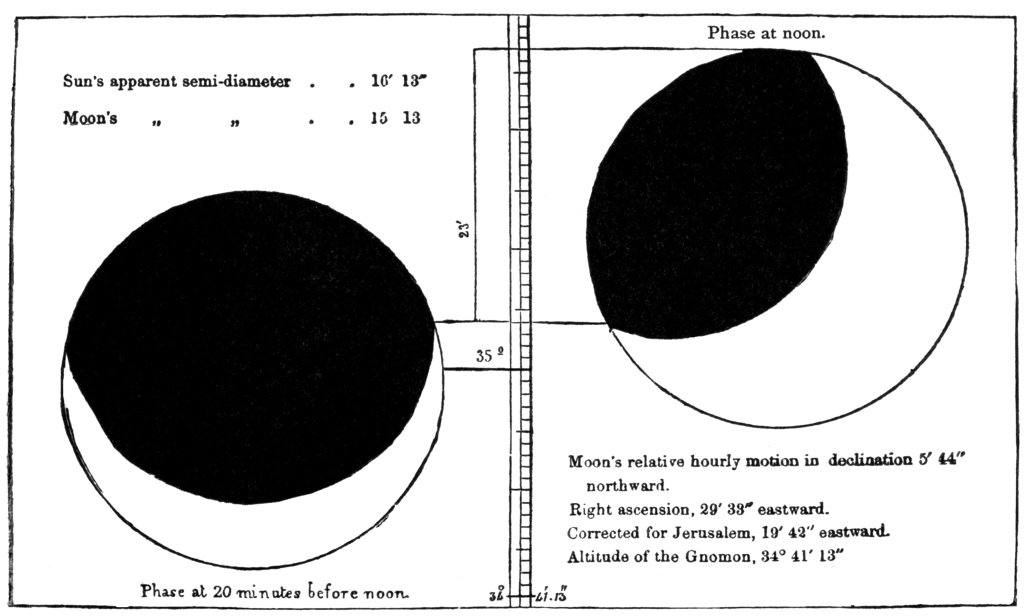 Phase at noon.
Sun's apparent semi-diameter . . 16′ 13″
Moon's „ „ . . 15 13
23′
35°
Moon's relative hourly motion in declination 5′ 44″
northward.
Right ascension, 29′ 33″ eastward.
Corrected for Jerusalem, 19′ 42″ eastward.
Altitude of the Gnomon, 34° 41′ 13″
Phase at 20 minutes before noon.
34° 41′.13″